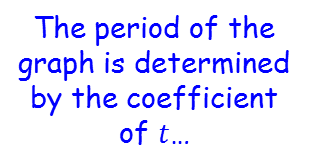 The period of the
graph is determined
by the coefficient
of t...